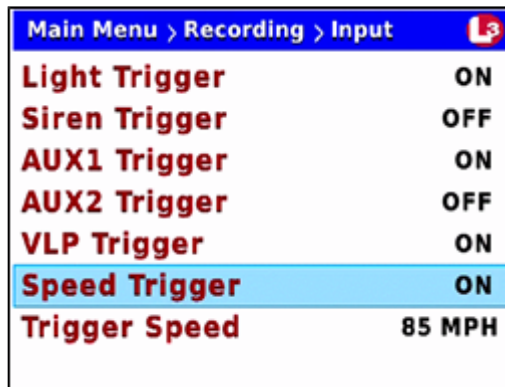 Main Menu > Recording > Input L3
Light Trigger ON
Siren Trigger OFF
AUX1 Trigger ON
AUX2 Trigger OFF
VLP Trigger ON
Speed Trigger ON
Trigger Speed 85 MPH